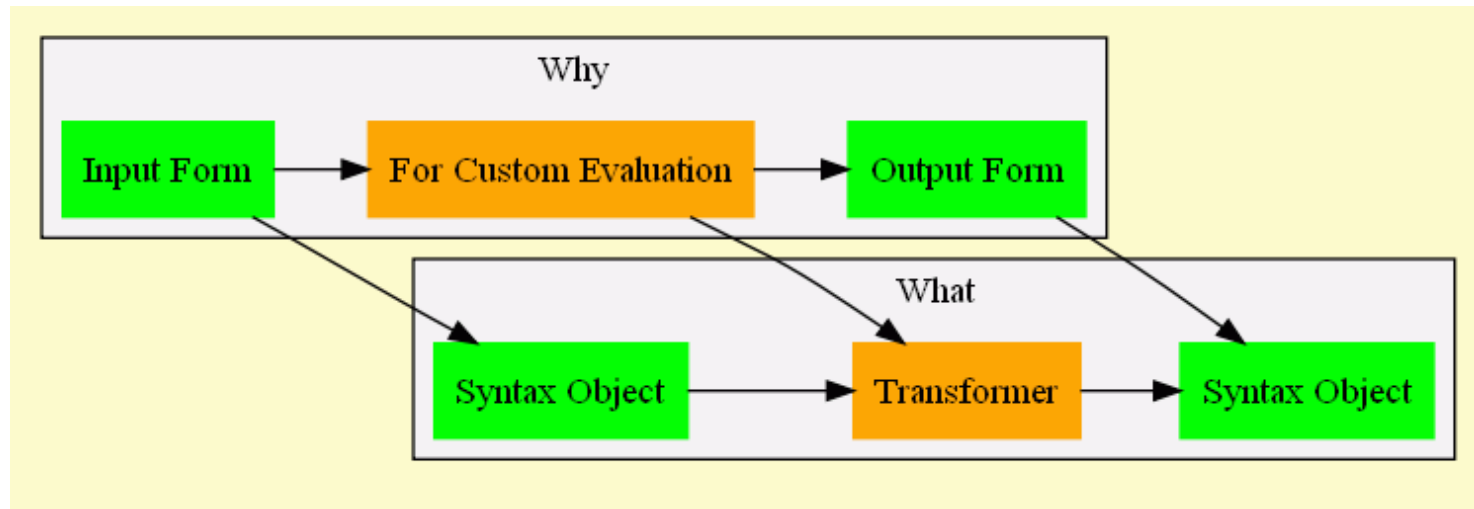 Why
Input Form
For Custom Evaluation
Output Form
What
Syntax Object
Transformer
Syntax Object